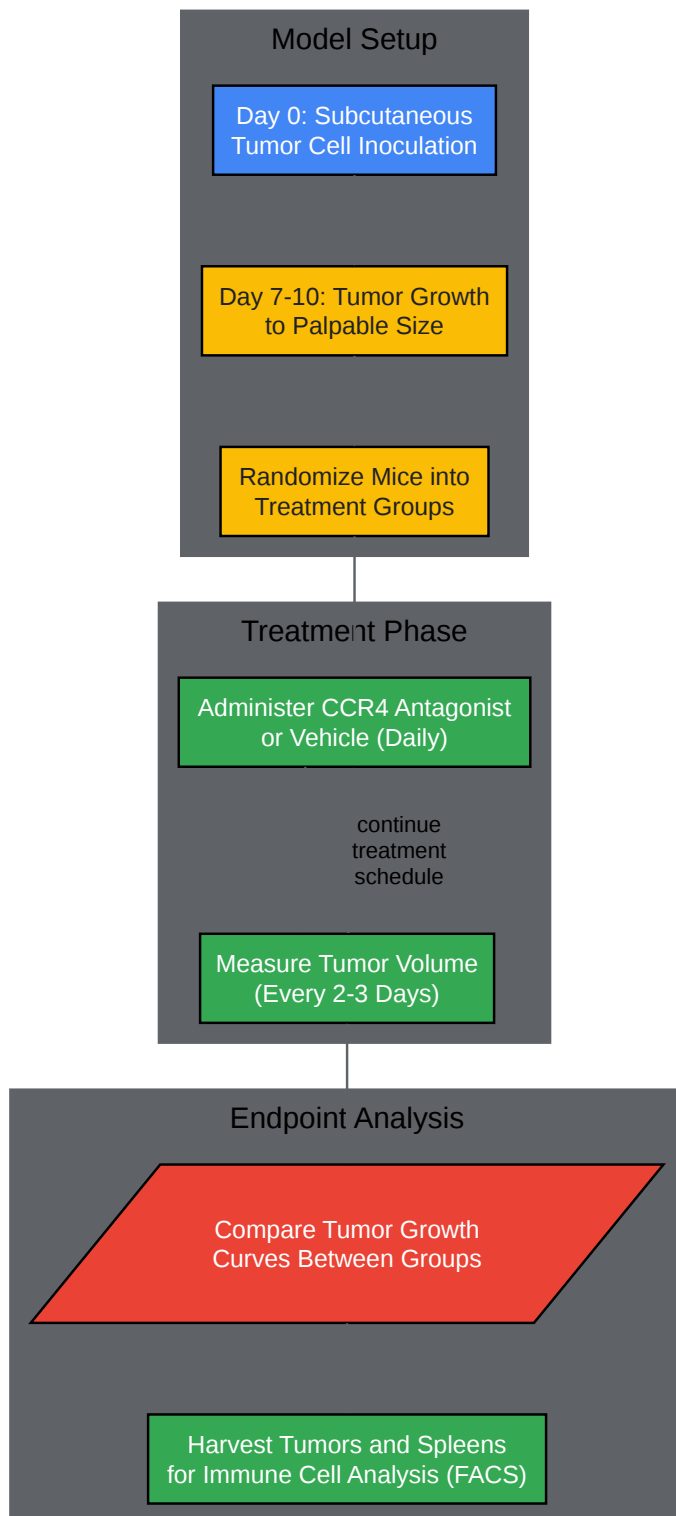 Model Setup
Day 0: Subcutaneous
Tumor Cell Inoculation
Day 7-10: Tumor Growth
to Palpable Size
Randomize Mice into
Treatment Groups
Treatment Phase
Administer CCR4 Antagonist
or Vehicle (Daily)
continue
treatment
schedule
Measure Tumor Volume
(Every 2-3 Days)
Endpoint Analysis
Compare Tumor Growth
Curves Between Groups
Harvest Tumors and Spleens
for Immune Cell Analysis (FACS)